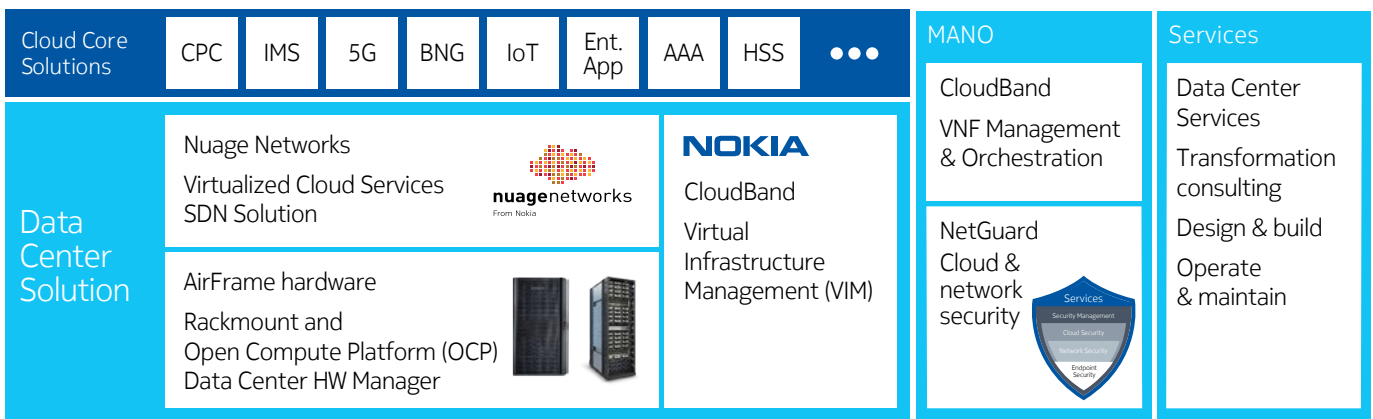 Cloud Core
Solutions
CPC
IMS
5G
BNG
IoT
Ent.
App
AAA
HSS
Data
Center
Solution
Nuage Networks
Virtualized Cloud Services
SDN Solution
nuagenetworks
From Nokia
AirFrame hardware
Rackmount and
Open Compute Platform (OCP)
Data Center HW Manager
NOKIA
CloudBand
Virtual
Infrastructure
Management (VIM)
MANO
CloudBand
VNF Management
& Orchestration
NetGuard
Cloud &
network
security
Services
Security Management
Cloud Security
Network Security
Endpoint
Security
Services
Data Center
Services
Transformation
consulting
Design & build
Operate
& maintain